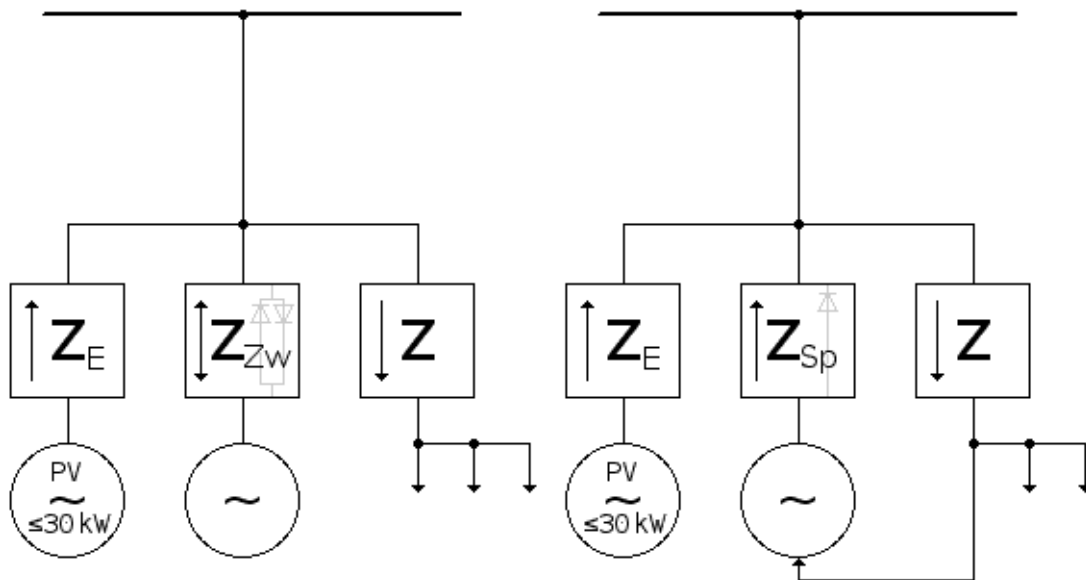 Z_E Z_Zw Z Z_E Z_Sp Z
PV PV
~ ~ ~ ~
≤30 kW ≤30 kW